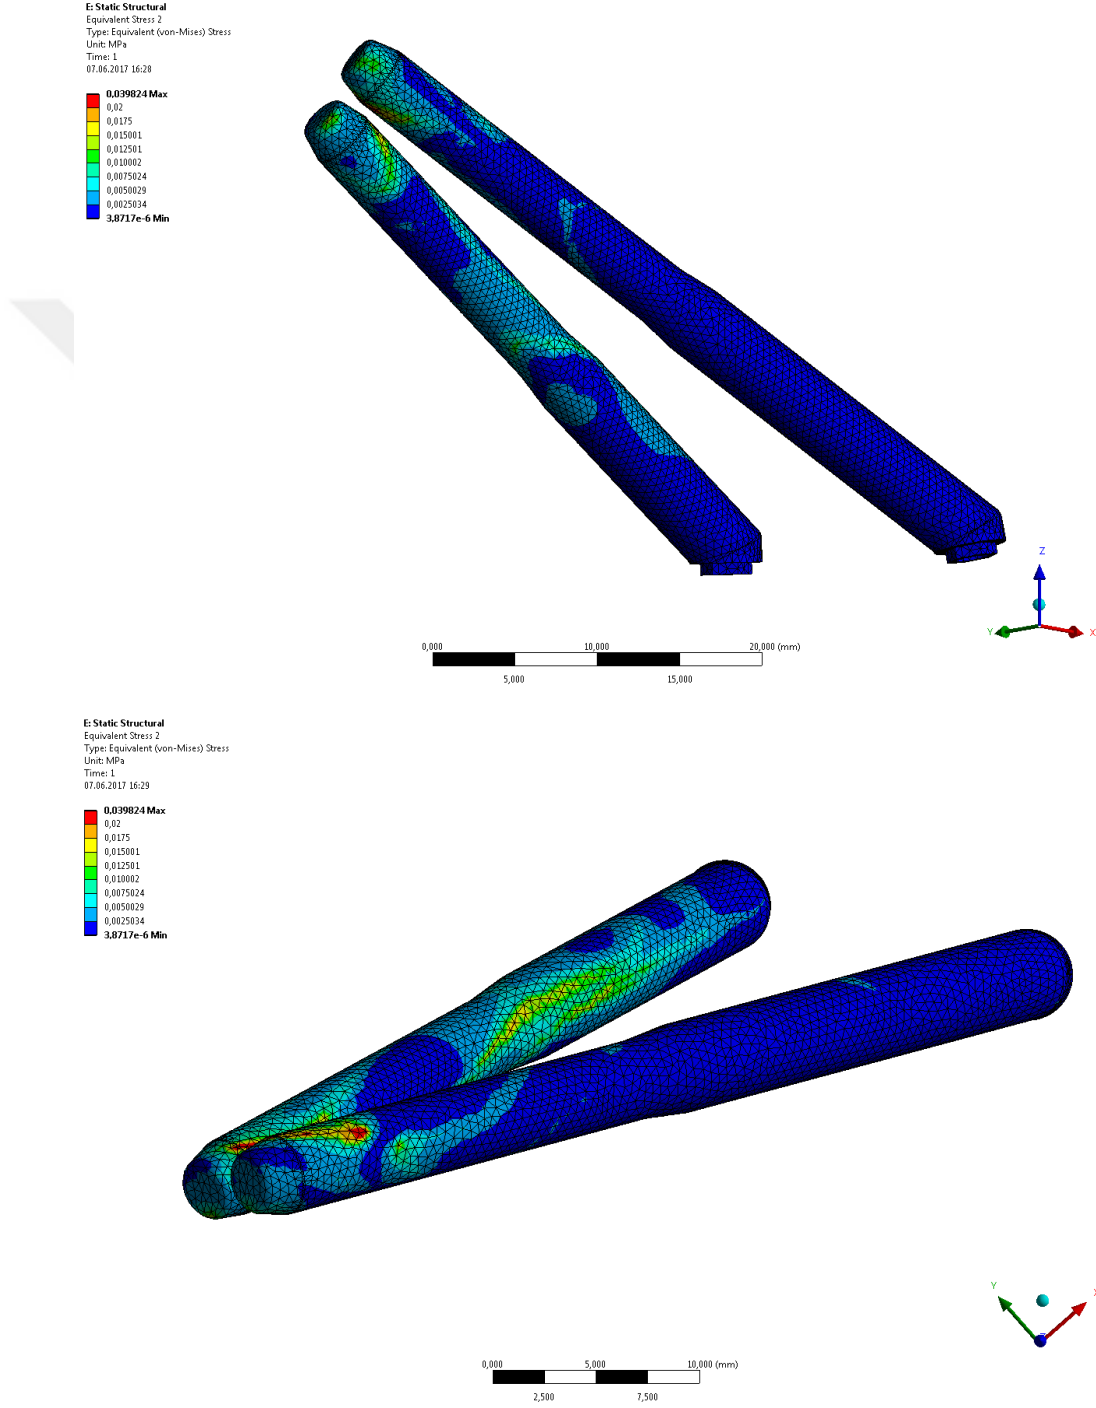 E: Static Structural
Equivalent Stress 2
Type: Equivalent (von-Mises) Stress
Unit: MPa
Time: 1
07.06.2017 16:28
0,039824 Max
0,02
0,0175
0,015001
0,012501
0,010002
0,0075024
0,0050029
0,0025034
3,8717e-6 Min
Z
Y
X
0,000
10,000
20,000 (mm)
5,000
15,000
E: Static Structural
Equivalent Stress 2
Type: Equivalent (von-Mises) Stress
Unit: MPa
Time: 1
07.06.2017 16:29
0,039824 Max
0,02
0,0175
0,015001
0,012501
0,010002
0,0075024
0,0050029
0,0025034
3,8717e-6 Min
Y
0,000
5,000
10,000 (mm)
2,500
7,500